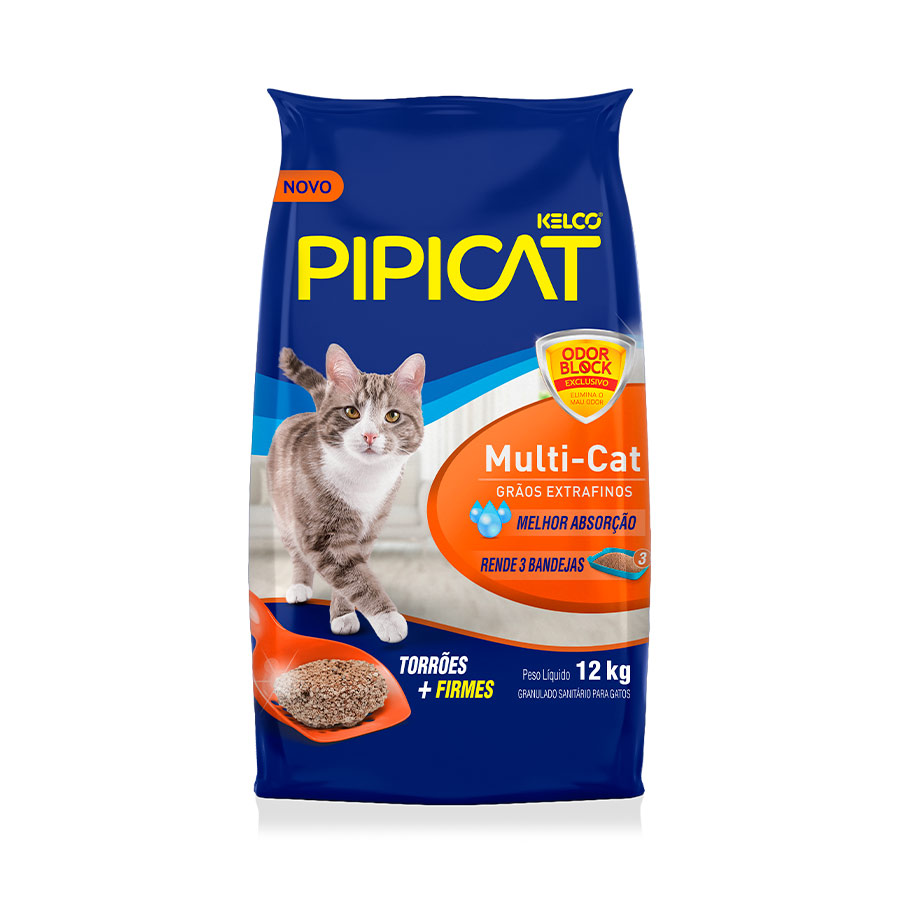 NOVO
KELCO®
PIPICAT
ODOR
BLOCK
EXCLUSIVO
ELIMINA O
MAU ODOR
Multi-Cat
GRÃOS EXTRAFINOS
MELHOR ABSORÇÃO
RENDE 3 BANDEJAS
3
TORRÕES
+ FIRMES
Peso Líquido 12 kg
GRANULADO SANITÁRIO PARA GATOS